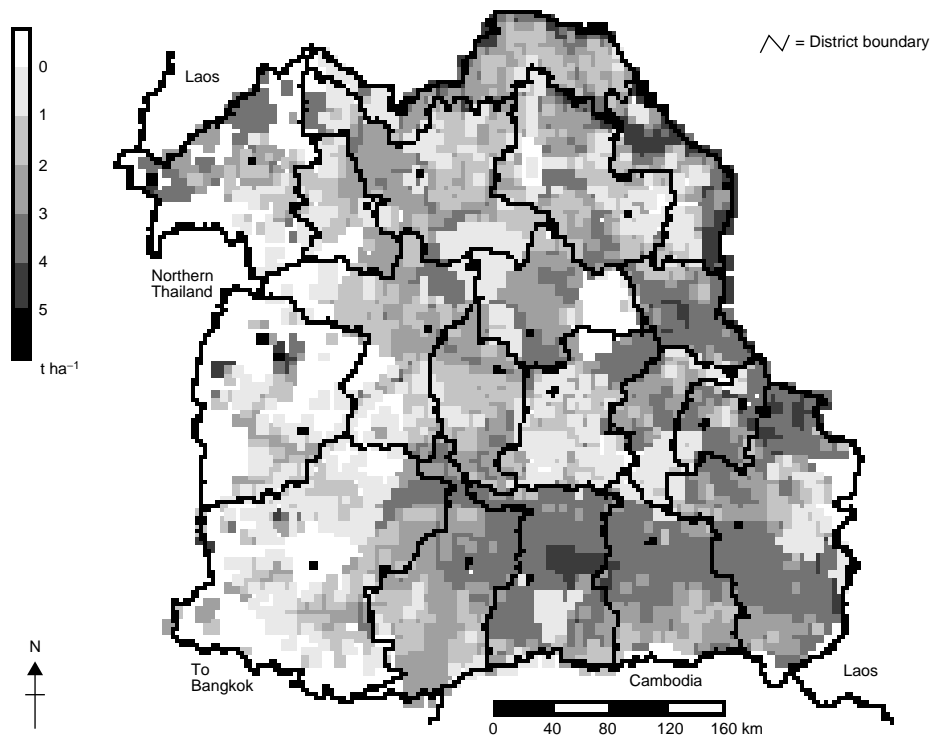 = District boundary
Laos
0
1
2
3
4
5
t ha⁻¹
Northern
Thailand
N
To
Bangkok
Cambodia
Laos
0 40 80 120 160 km